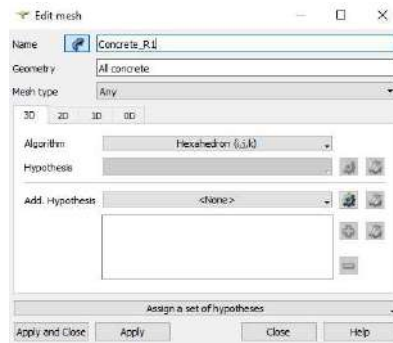 Edit mesh
Name Concrete_R1
Geometry All concrete
Mesh type Any
3D 2D 1D 0D
Algorithm Hexahedron (i,j,k)
Hypothesis
Add. Hypothesis <None>
Assign a set of hypotheses
Apply and Close Apply Close Help